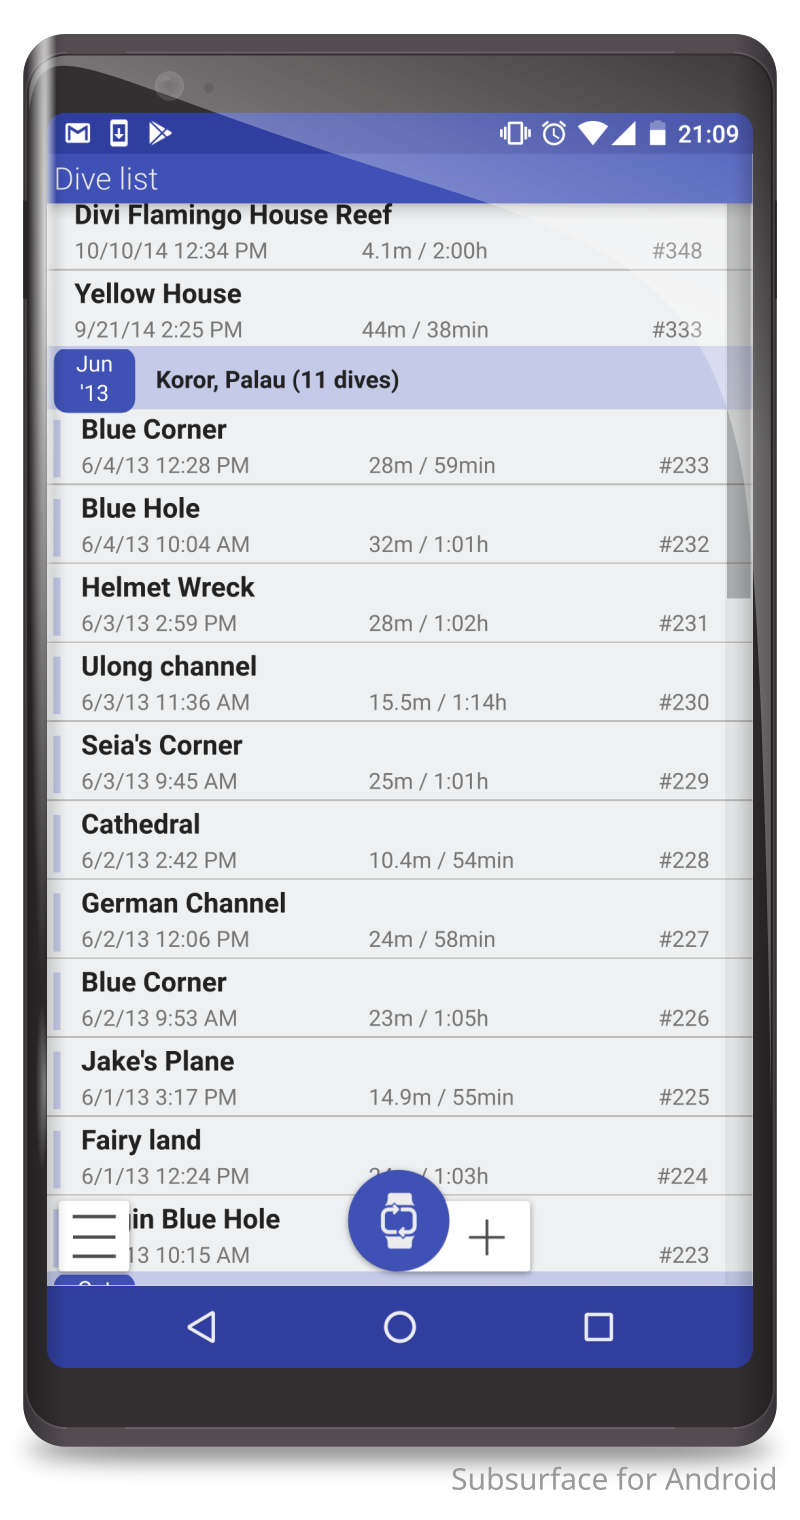 21:09
Dive list
Divi Flamingo House Reef
10/10/14 12:34 PM 4.1m / 2:00h #348
Yellow House
9/21/14 2:25 PM 44m / 38min #333
Jun
'13
Koror, Palau (11 dives)
Blue Corner
6/4/13 12:28 PM 28m / 59min #233
Blue Hole
6/4/13 10:04 AM 32m / 1:01h #232
Helmet Wreck
6/3/13 2:59 PM 28m / 1:02h #231
Ulong channel
6/3/13 11:36 AM 15.5m / 1:14h #230
Seia's Corner
6/3/13 9:45 AM 25m / 1:01h #229
Cathedral
6/2/13 2:42 PM 10.4m / 54min #228
German Channel
6/2/13 12:06 PM 24m / 58min #227
Blue Corner
6/2/13 9:53 AM 23m / 1:05h #226
Jake's Plane
6/1/13 3:17 PM 14.9m / 55min #225
Fairy land
6/1/13 12:24 PM / 1:03h #224
Blue Hole
10:15 AM #223
Subsurface for Android